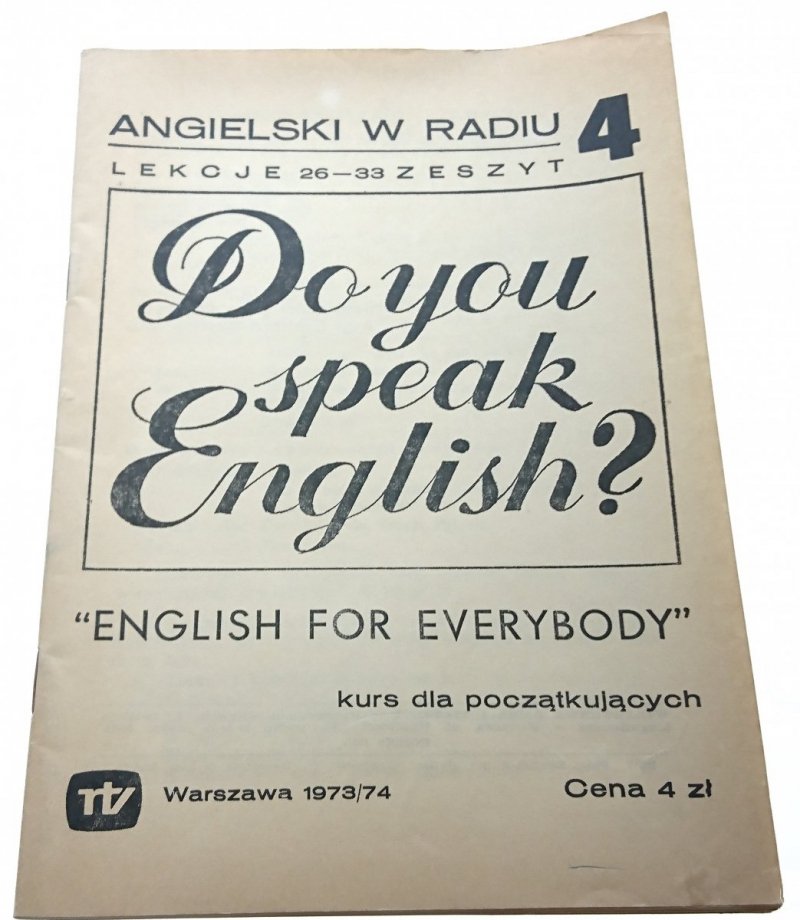 ANGIELSKI W RADIU 4
LEKCJE 26—33 ZESZYT
Do you
speak
English?
"ENGLISH FOR EVERYBODY"
kurs dla początkujących
rtv Warszawa 1973/74 Cena 4 zł